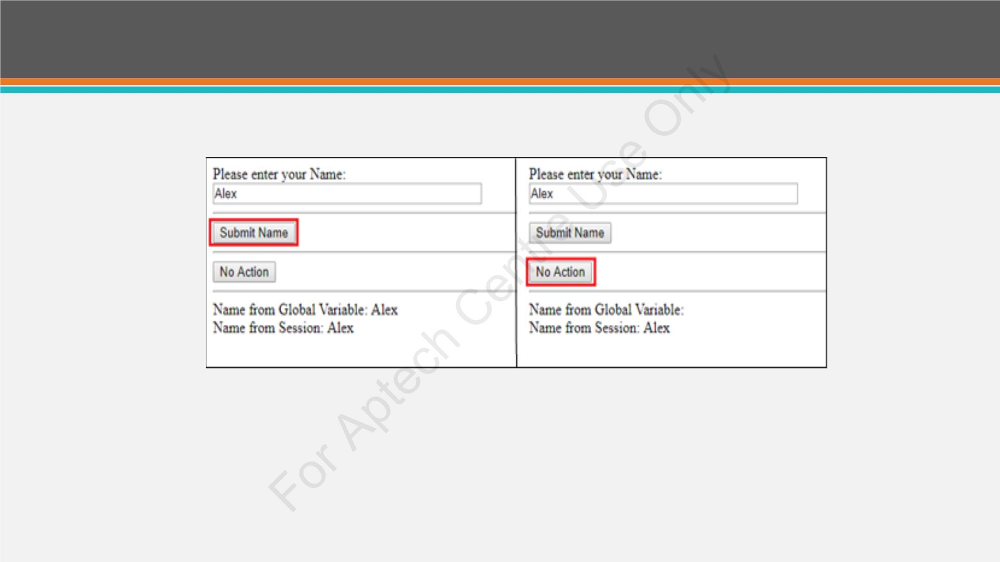 Please enter your Name:
Alex
Submit Name
No Action
Name from Global Variable: Alex
Name from Session: Alex
Please enter your Name:
Alex
Submit Name
No Action
Name from Global Variable:
Name from Session: Alex
For Aptech Centre Use Only